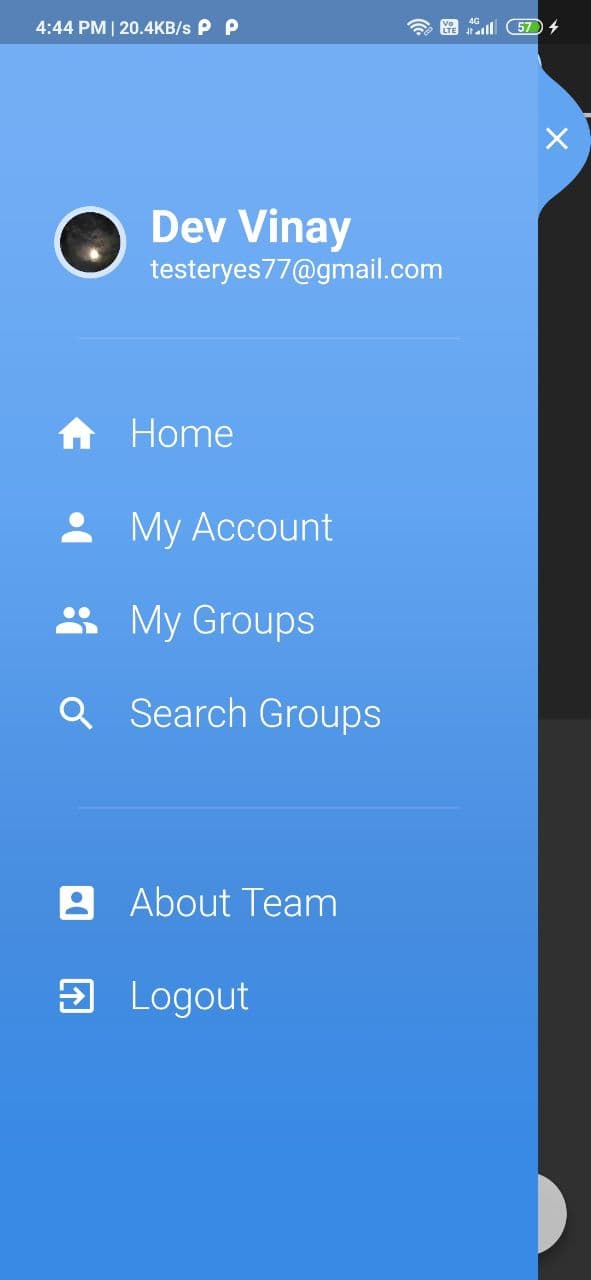 4:44 PM | 20.4KB/s
Vo LTE 4G 57
Dev Vinay
testeryes77@gmail.com
Home
My Account
My Groups
Search Groups
About Team
Logout